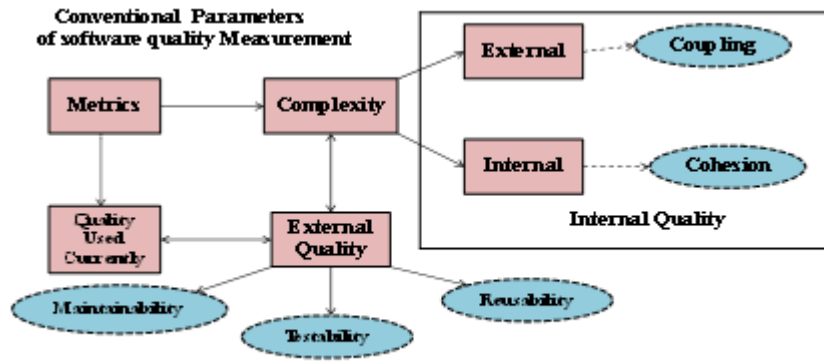 Conventional Parameters
of software quality Measurement
External
Coupling
Metrics
Complexity
Internal
Cohesion
Internal Quality
Quality
Used
Currently
External
Quality
Maintainability
Reusability
Testability